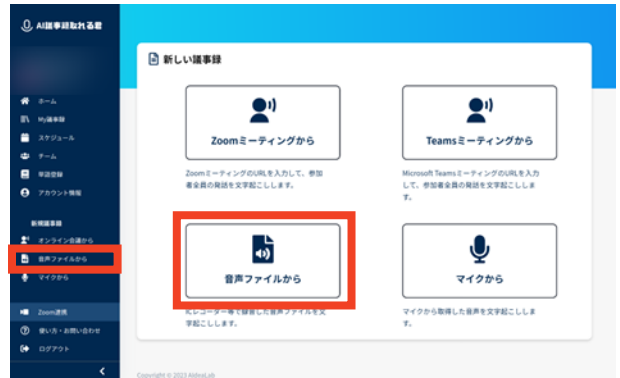 AI議事録取れる君
ホーム
My議事録
スケジュール
チーム
単語登録
アカウント情報
新規議事録
オンライン会議から
音声ファイルから
マイクから
Zoom連携
使い方・お問い合わせ
ログアウト
新しい議事録
Zoomミーティングから
ZoomミーティングのURLを入力して、参加
者全員の発話を文字起こしします。
Teamsミーティングから
Microsoft TeamsミーティングのURLを入力
して、参加者全員の発話を文字起こししま
す。
音声ファイルから
ICレコーダー等で録音した音声ファイルを文
字起こしします。
マイクから
マイクから取得した音声を文字起こししま
す。
Copyright © 2023 AldeaLab